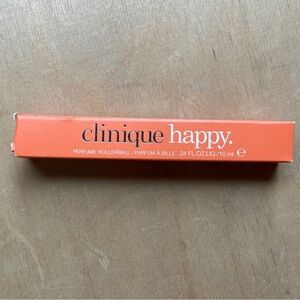 clinique happy.
PERFUME ROLLERBALL / PARFUM À BILLE .34 FL.OZ.LIQ./10 ml ℮